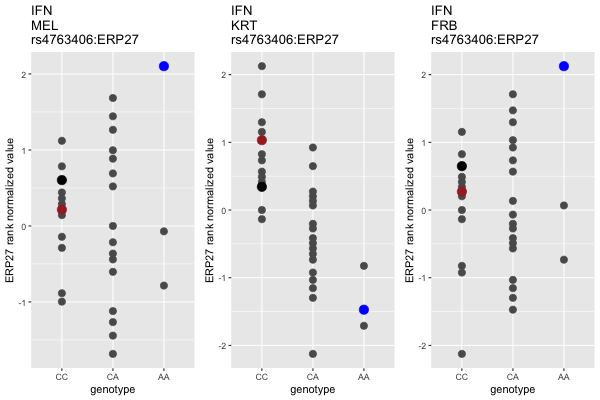 IFN
MEL
rs4763406:ERP27
ERP27 rank normalized value
2
1
0
-1
CC
CA
AA
genotype
IFN
KRT
rs4763406:ERP27
ERP27 rank normalized value
2
1
0
-1
-2
CC
CA
AA
genotype
IFN
FRB
rs4763406:ERP27
ERP27 rank normalized value
2
1
0
-1
-2
CC
CA
AA
genotype